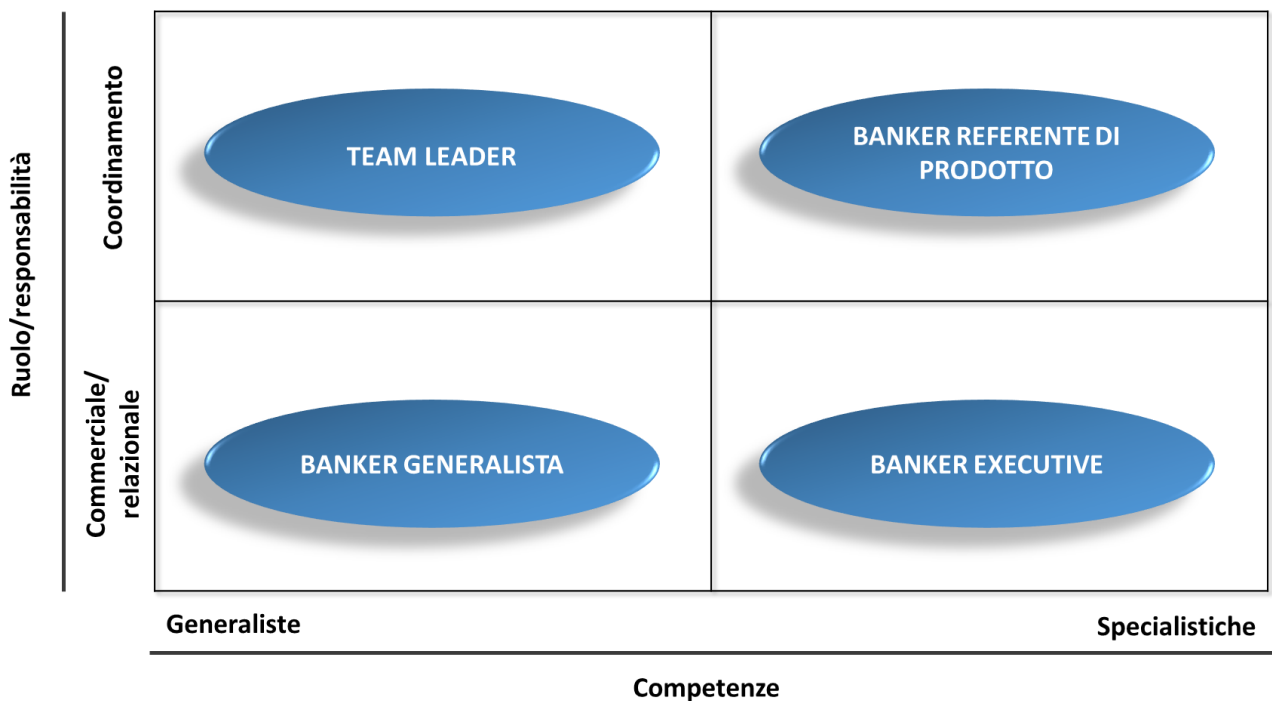 Ruolo/responsabilità
Coordinamento
TEAM LEADER
BANKER REFERENTE DI
PRODOTTO
Commerciale/
relazionale
BANKER GENERALISTA
BANKER EXECUTIVE
Generaliste
Specialistiche
Competenze